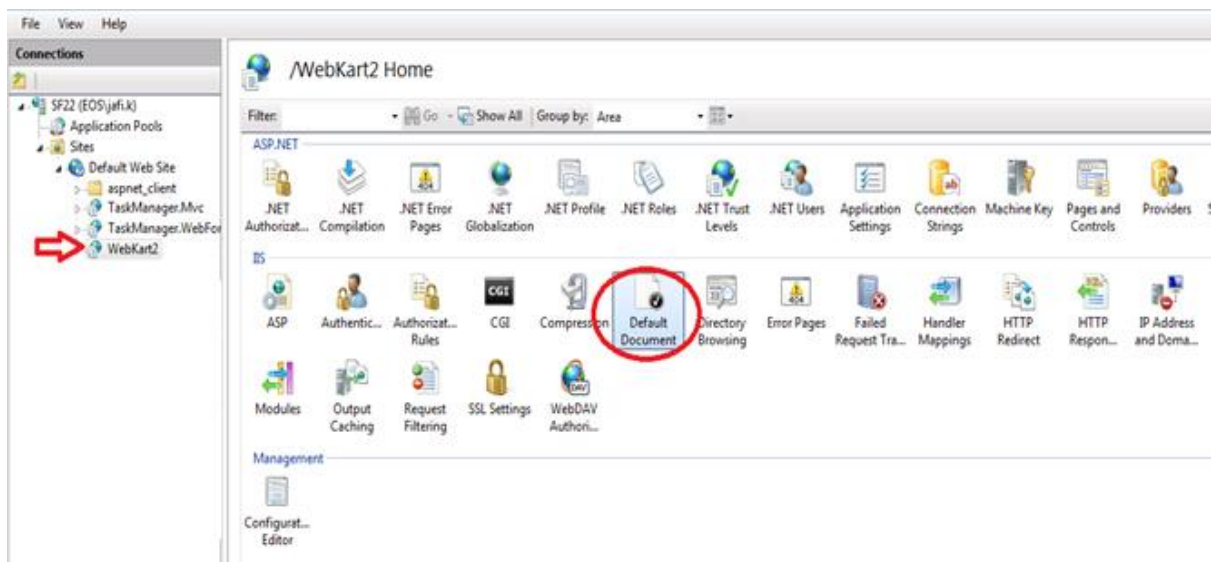 File View Help
Connections
/WebKart2 Home
SF22 (EOS\jafi.k)
Application Pools
Sites
Default Web Site
aspnet_client
TaskManager.Mvc
TaskManager.WebFor
WebKart2
Filter: Go Show All Group by: Area
ASP.NET
.NET Authorizat...
.NET Compilation
.NET Error Pages
.NET Globalization
.NET Profile
.NET Roles
.NET Trust Levels
.NET Users
Application Settings
Connection Strings
Machine Key
Pages and Controls
Providers
S
IIS
ASP
Authentic...
Authorizat... Rules
CGI
Compression
Default Document
Directory Browsing
Error Pages
Failed Request Tra...
Handler Mappings
HTTP Redirect
HTTP Respon...
IP Address and Doma...
Modules
Output Caching
Request Filtering
SSL Settings
WebDAV Authori...
Management
Configurat... Editor